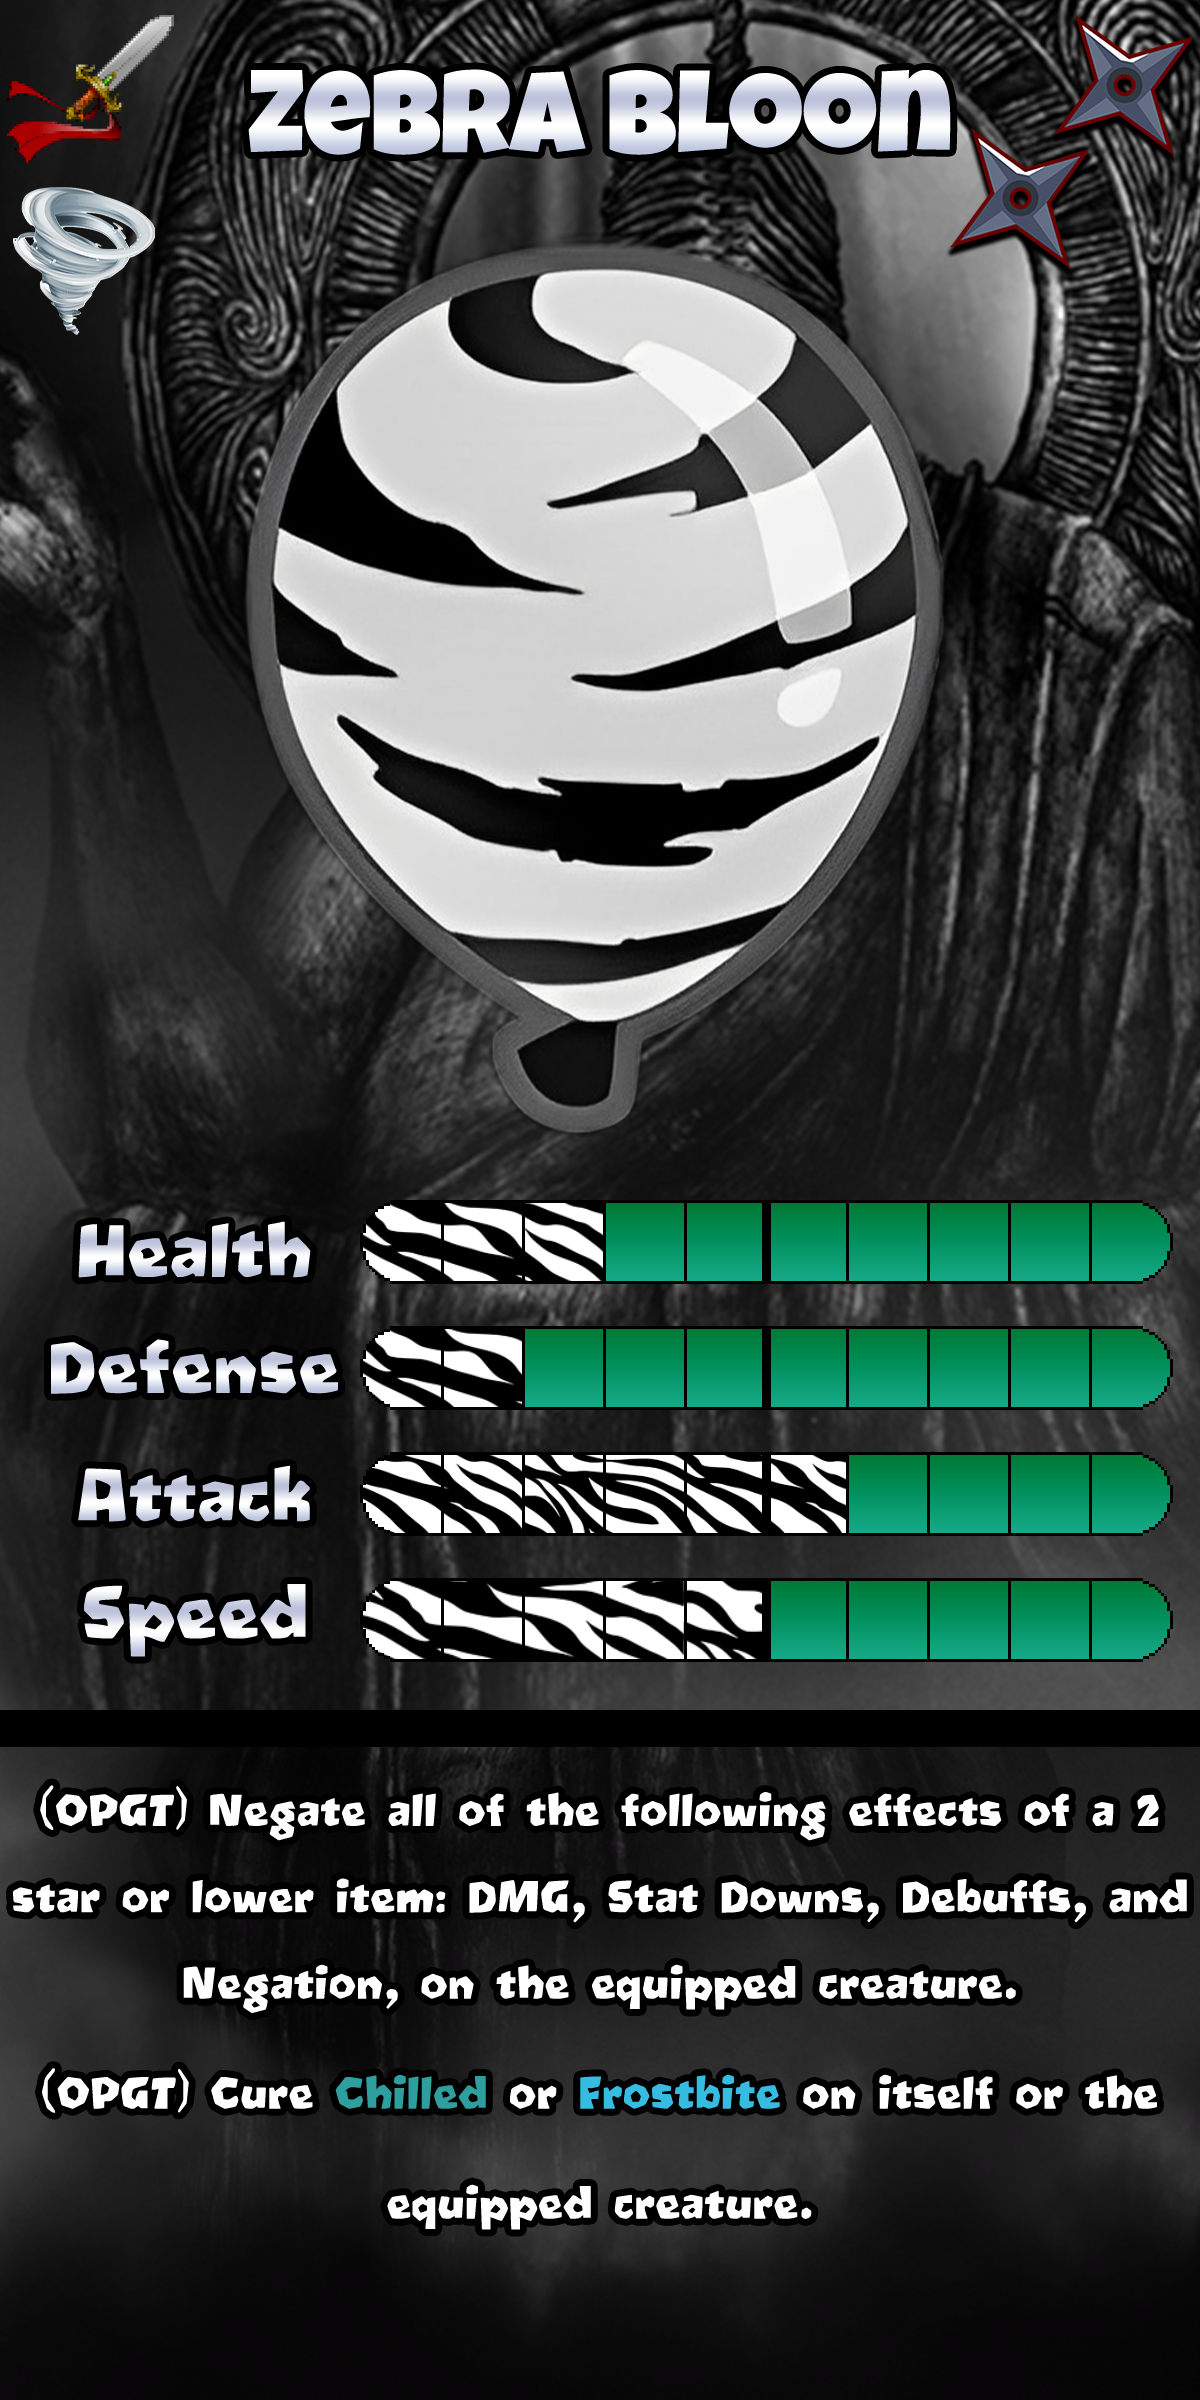 ZeBRA BLOON
Health
Defense
Attack
Speed
(OPGT) Negate all of the following effects of a 2
star or lower item: DMG, Stat Downs, Debuffs, and
Negation, on the equipped creature.
(OPGT) Cure Chilled or Frostbite on itself or the
equipped creature.